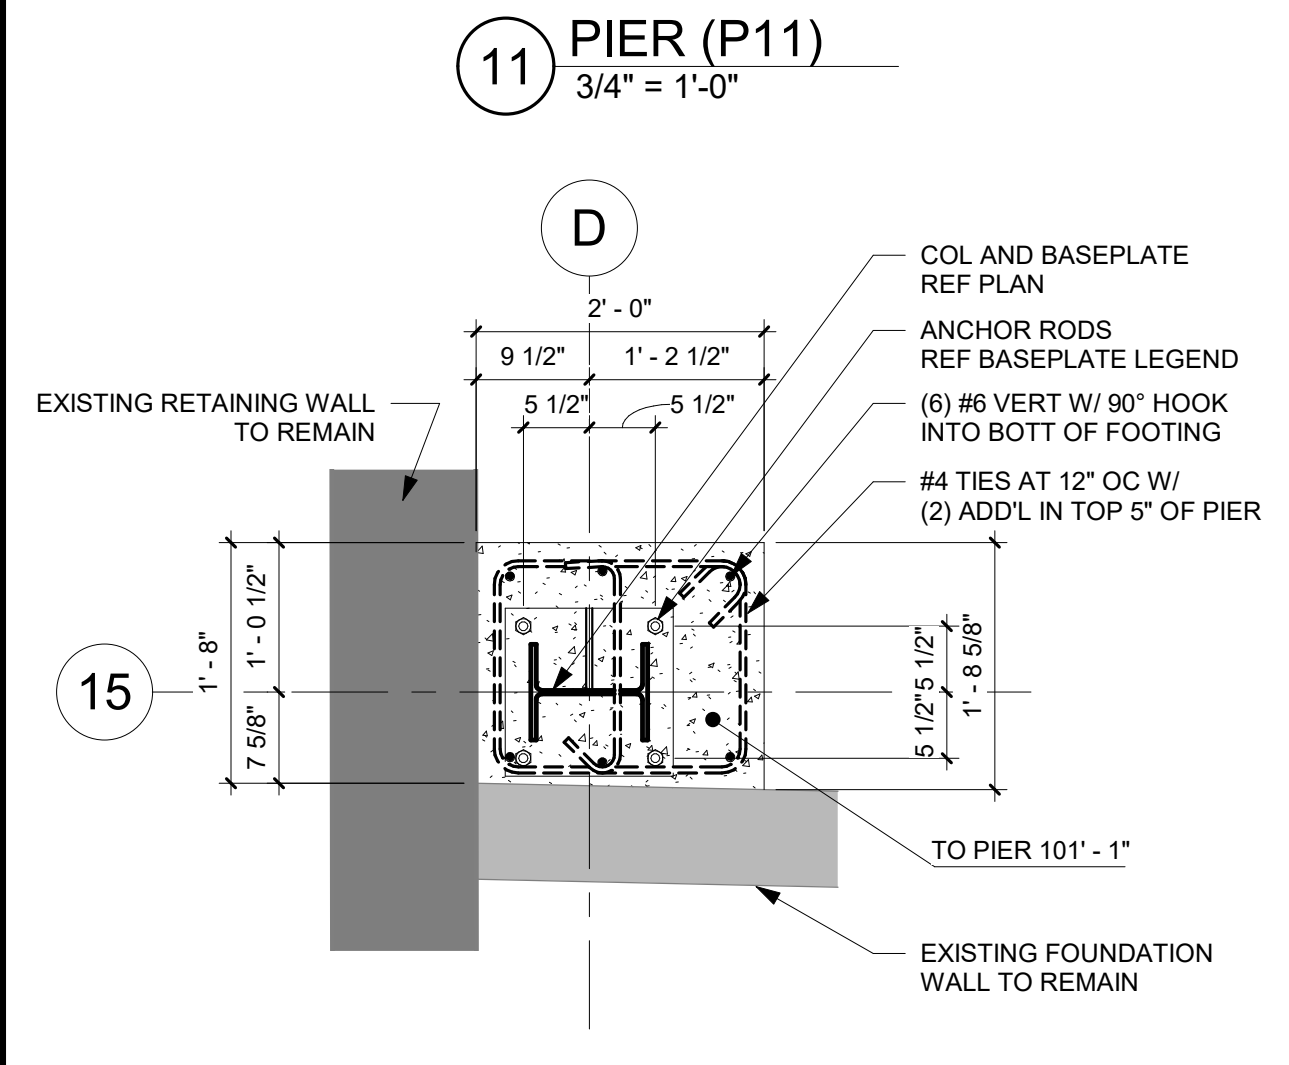 11
PIER (P11)
3/4" = 1'-0"
D
COL AND BASEPLATE
REF PLAN
2' - 0"
ANCHOR RODS
REF BASEPLATE LEGEND
9 1/2"
1' - 2 1/2"
EXISTING RETAINING WALL
TO REMAIN
5 1/2"
5 1/2"
(6) #6 VERT W/ 90° HOOK
INTO BOTT OF FOOTING
#4 TIES AT 12" OC W/
(2) ADD'L IN TOP 5" OF PIER
1' - 8"
1' - 0 1/2"
7 5/8"
15
5 1/2"
5 1/2"
1' - 8 5/8"
TO PIER 101' - 1"
EXISTING FOUNDATION
WALL TO REMAIN